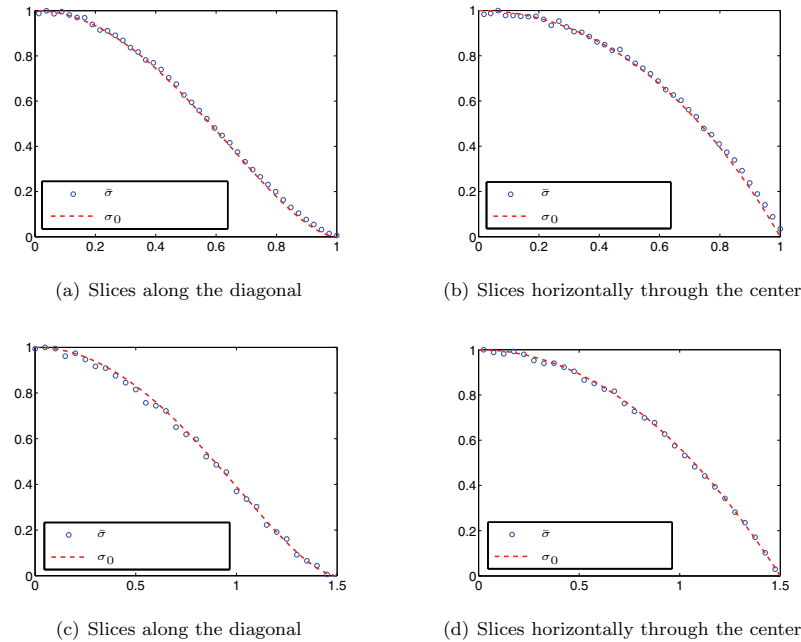 1
0.8
0.6
0.4
0.2
0
σ̄
σ₀
0 0.2 0.4 0.6 0.8 1
(a) Slices along the diagonal
1
0.8
0.6
0.4
0.2
0
σ̄
σ₀
0 0.2 0.4 0.6 0.8 1
(b) Slices horizontally through the center
1
0.8
0.6
0.4
0.2
0
σ̄
σ₀
0 0.5 1 1.5
(c) Slices along the diagonal
1
0.8
0.6
0.4
0.2
0
σ̄
σ₀
0 0.5 1 1.5
(d) Slices horizontally through the center